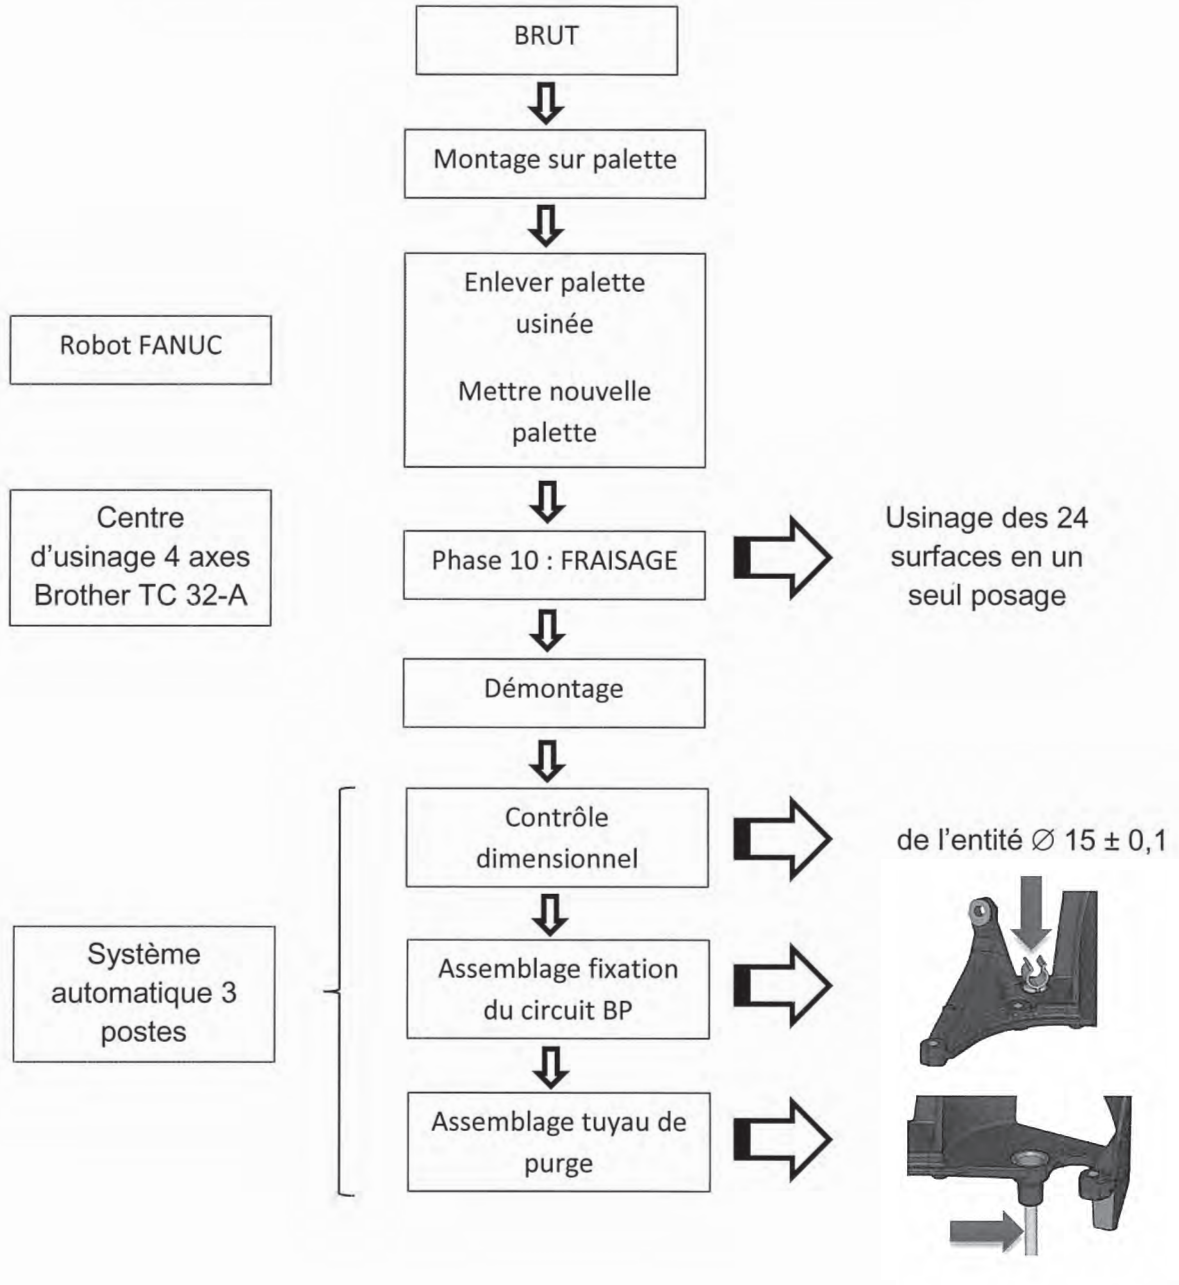 BRUT
Montage sur palette
Enlever palette
usinée
Mettre nouvelle
palette
Robot FANUC
Centre
d'usinage 4 axes
Brother TC 32-A
Phase 10 : FRAISAGE
Usinage des 24
surfaces en un
seul posage
Démontage
Contrôle
dimensionnel
de l'entité ∅ 15 ± 0,1
Système
automatique 3
postes
Assemblage fixation
du circuit BP
Assemblage tuyau de
purge